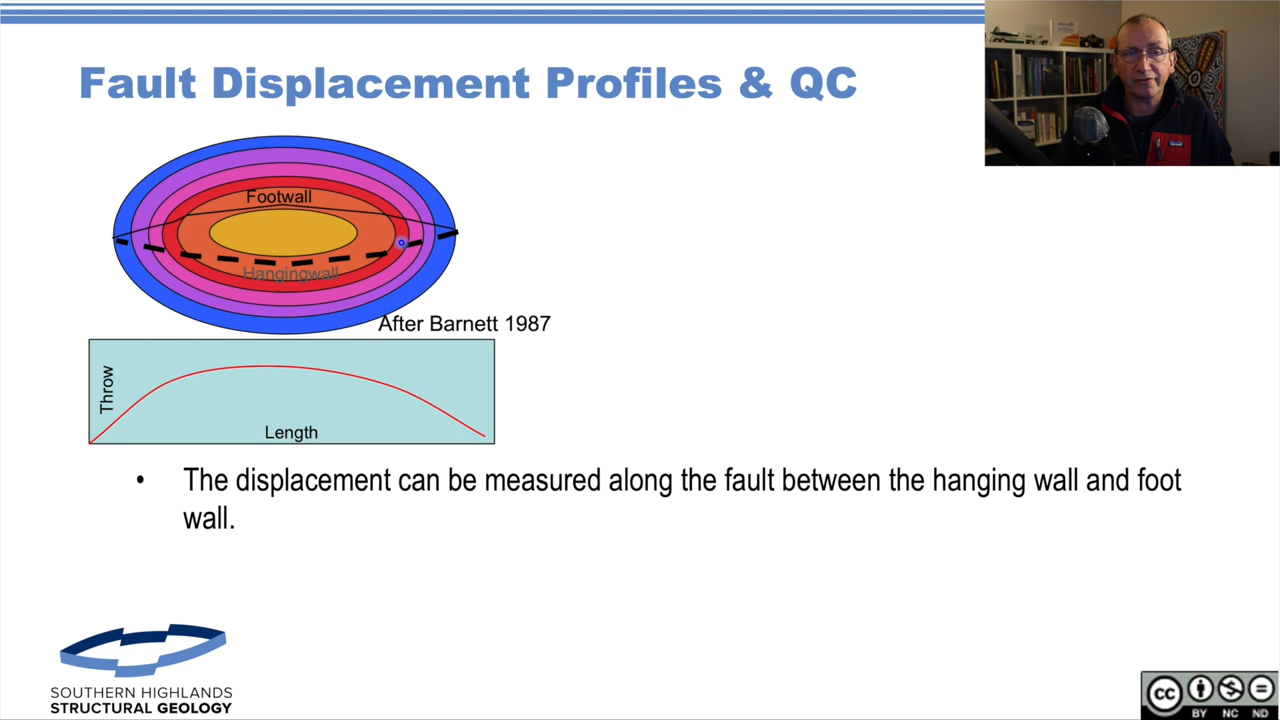 Fault Displacement Profiles & QC
Footwall
Hangingwall
After Barnett 1987
Throw
Length
• The displacement can be measured along the fault between the hanging wall and foot
wall.
SOUTHERN HIGHLANDS
STRUCTURAL GEOLOGY
CC
BY NC ND